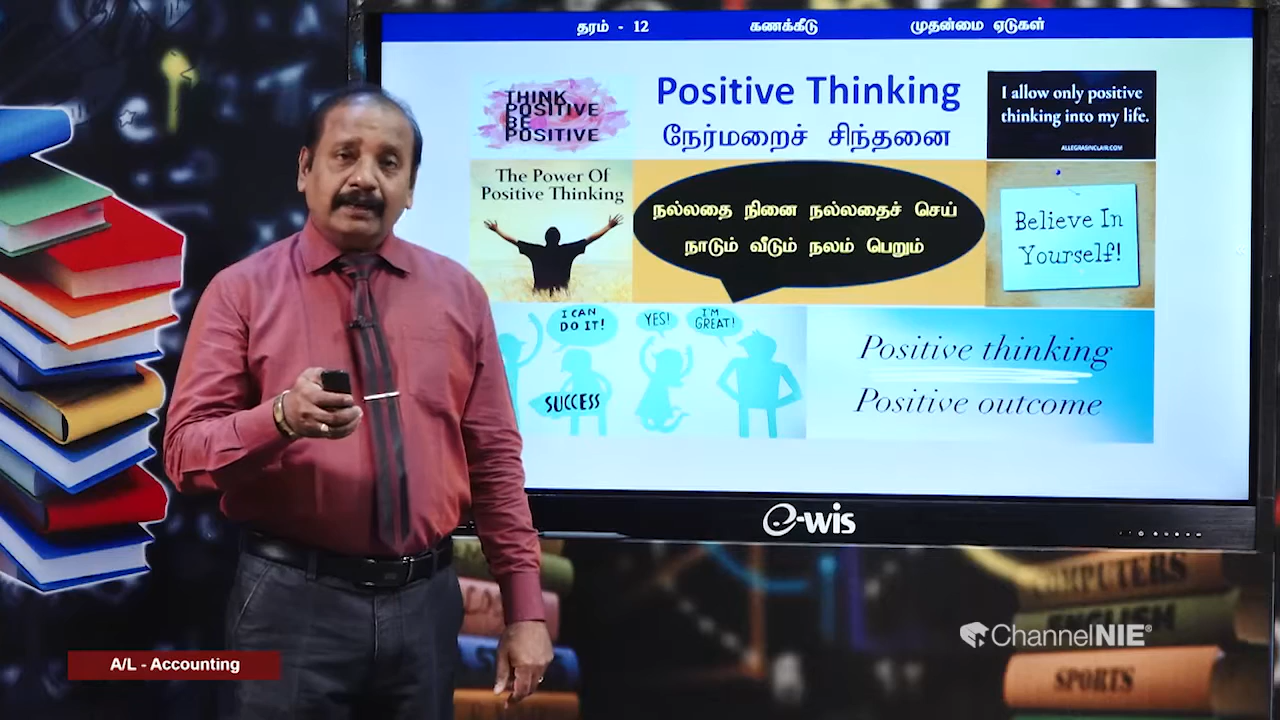 தரம் - 12 கணக்கீடு முதன்மை ஏடுகள்
THINK
POSITIVE
BE
POSITIVE
Positive Thinking
நேர்மறைச் சிந்தனை
I allow only positive
thinking into my life.
ALLEGRASINCLAIR.COM
The Power Of
Positive Thinking
நல்லதை நினை நல்லதைச் செய்
நாடும் வீடும் நலம் பெறும்
Believe In
Yourself!
I CAN
DO IT!
YES!
I'M
GREAT!
SUCCESS
Positive thinking
Positive outcome
e-wis
COMPUTERS
ENGLISH
SPORTS
ChannelNIE®
A/L - Accounting